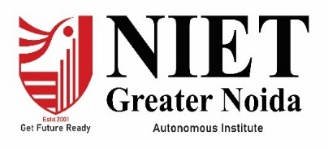 NIET
Greater Noida
Estd.2001
Get Future Ready
Autonomous Institute